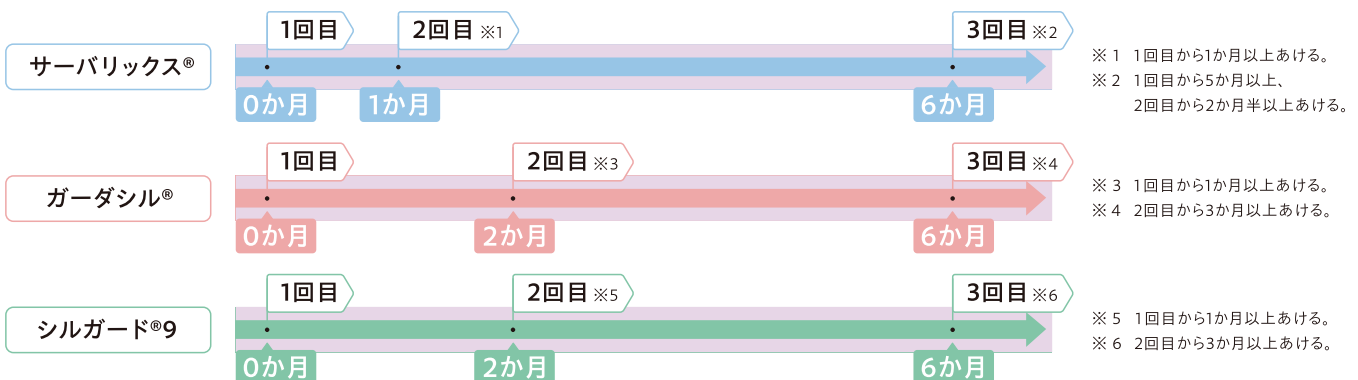 サーバリックス®
1回目
2回目 ※1
3回目 ※2
0か月
1か月
6か月
※1 1回目から1か月以上あける。
※2 1回目から5か月以上、
2回目から2か月半以上あける。
ガーダシル®
1回目
2回目 ※3
3回目 ※4
0か月
2か月
6か月
※3 1回目から1か月以上あける。
※4 2回目から3か月以上あける。
シルガード®9
1回目
2回目 ※5
3回目 ※6
0か月
2か月
6か月
※5 1回目から1か月以上あける。
※6 2回目から3か月以上あける。